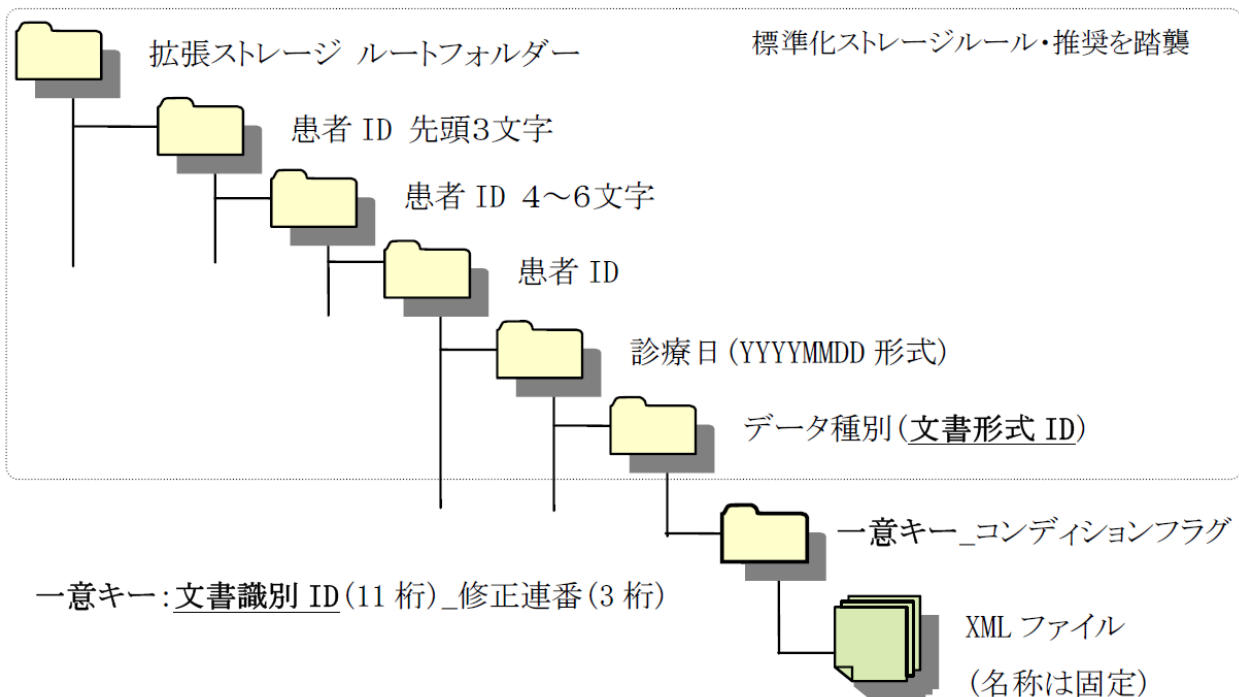 拡張ストレージ ルートフォルダー
標準化ストレージルール・推奨を踏襲
患者 ID 先頭3文字
患者 ID 4～6文字
患者 ID
診療日(YYYYMMDD 形式)
データ種別(文書形式 ID)
一意キー_コンディションフラグ
一意キー:文書識別 ID(11 桁)_修正連番(3 桁)
XML ファイル
(名称は固定)